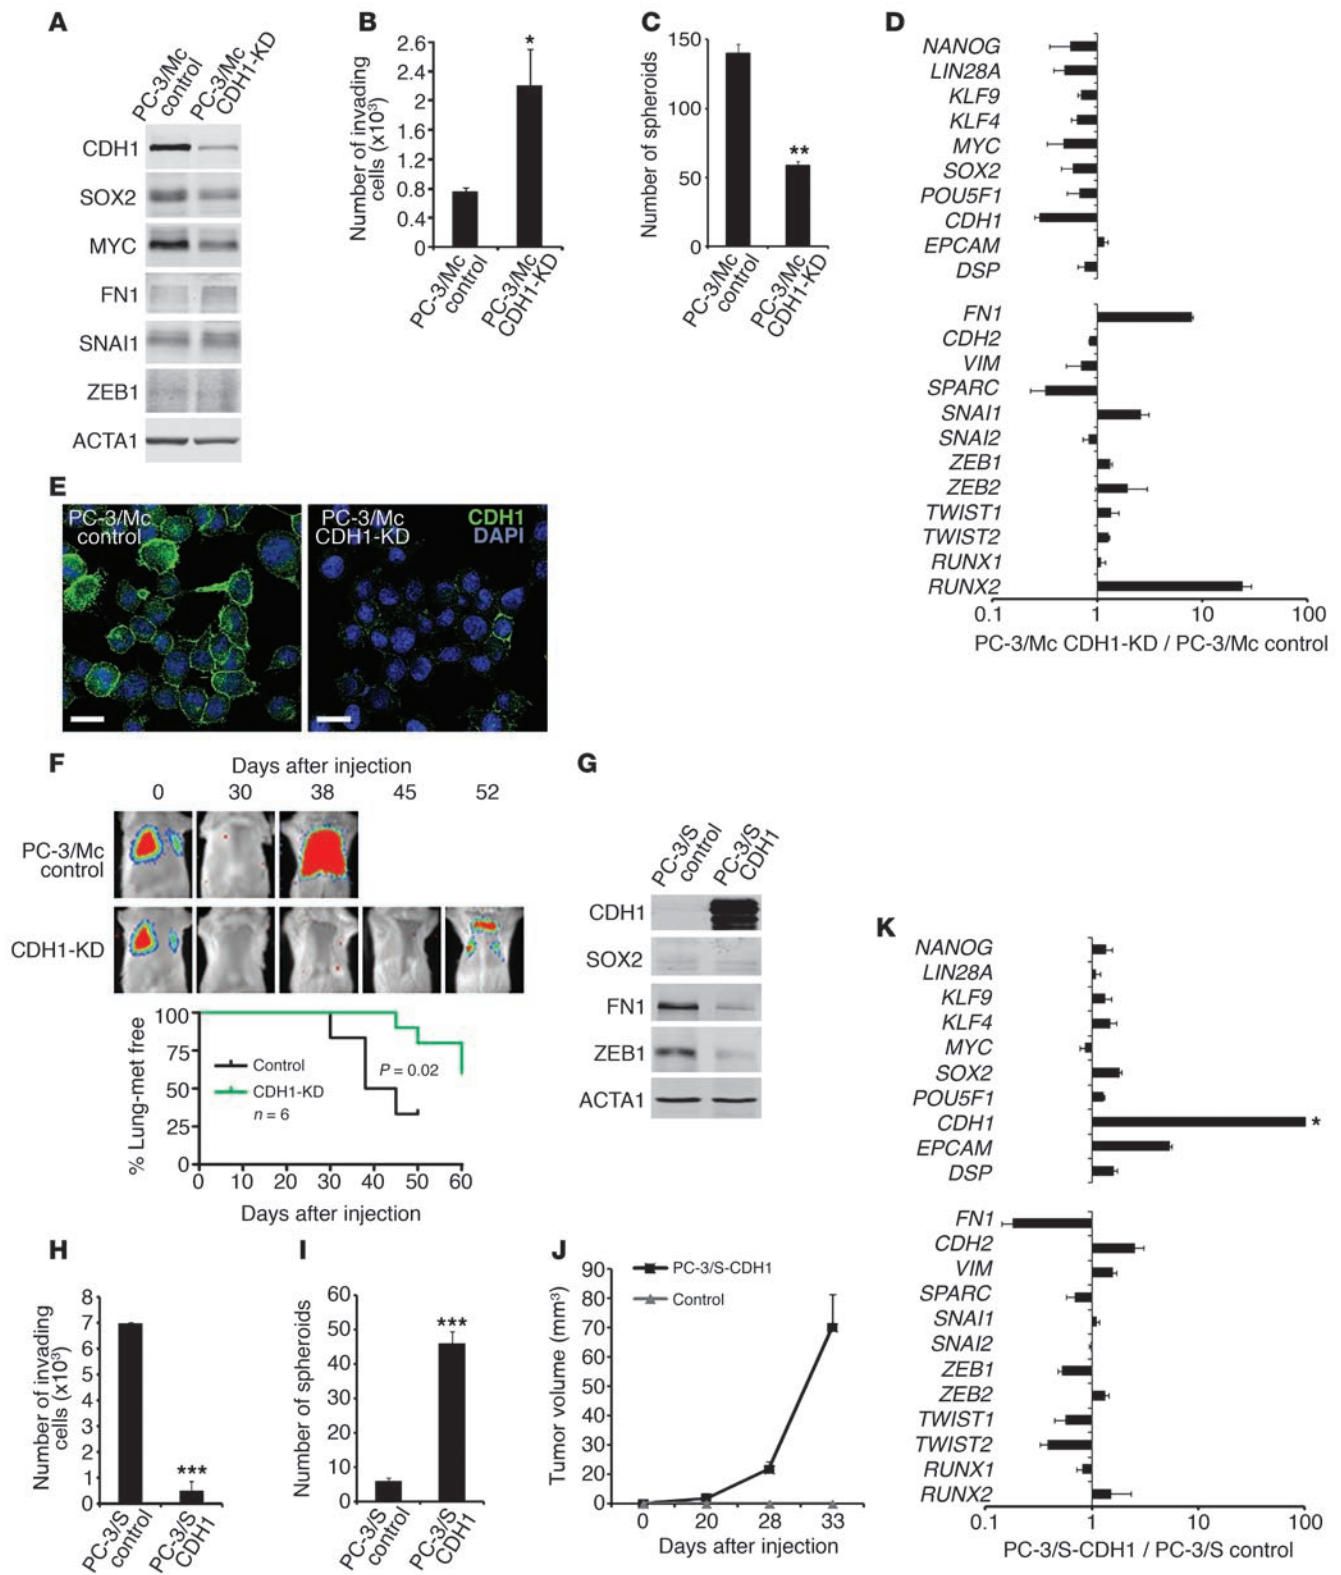 A
PC-3/Mc
control
PC-3/Mc
CDH1-KD
CDH1
SOX2
MYC
FN1
SNAI1
ZEB1
ACTA1
B
Number of invading
cells (x10³)
2.6
2.4
2
1.6
1.2
0.8
0.4
0
*
PC-3/Mc
control
PC-3/Mc
CDH1-KD
C
Number of spheroids
150
100
50
0
**
PC-3/Mc
control
PC-3/Mc
CDH1-KD
D
NANOG
LIN28A
KLF9
KLF4
MYC
SOX2
POU5F1
CDH1
EPCAM
DSP
FN1
CDH2
VIM
SPARC
SNAI1
SNAI2
ZEB1
ZEB2
TWIST1
TWIST2
RUNX1
RUNX2
0.1 1 10 100
PC-3/Mc CDH1-KD / PC-3/Mc control
E
PC-3/Mc
control
PC-3/Mc
CDH1-KD
CDH1
DAPI
F
Days after injection
0 30 38 45 52
PC-3/Mc
control
CDH1-KD
% Lung-met free
100
75
50
25
0
Control
CDH1-KD
n = 6
P = 0.02
0 10 20 30 40 50 60
Days after injection
G
PC-3/S
control
PC-3/S
CDH1
CDH1
SOX2
FN1
ZEB1
ACTA1
H
Number of invading
cells (x10³)
8
7
6
5
4
3
2
1
0
***
PC-3/S
control
PC-3/S
CDH1
I
Number of spheroids
60
50
40
30
20
10
0
***
PC-3/S
control
PC-3/S
CDH1
J
Tumor volume (mm³)
90
80
70
60
50
40
30
20
10
0
PC-3/S-CDH1
Control
0 20 28 33
Days after injection
K
NANOG
LIN28A
KLF9
KLF4
MYC
SOX2
POU5F1
CDH1
*
EPCAM
DSP
FN1
CDH2
VIM
SPARC
SNAI1
SNAI2
ZEB1
ZEB2
TWIST1
TWIST2
RUNX1
RUNX2
0.1 1 10 100
PC-3/S-CDH1 / PC-3/S control